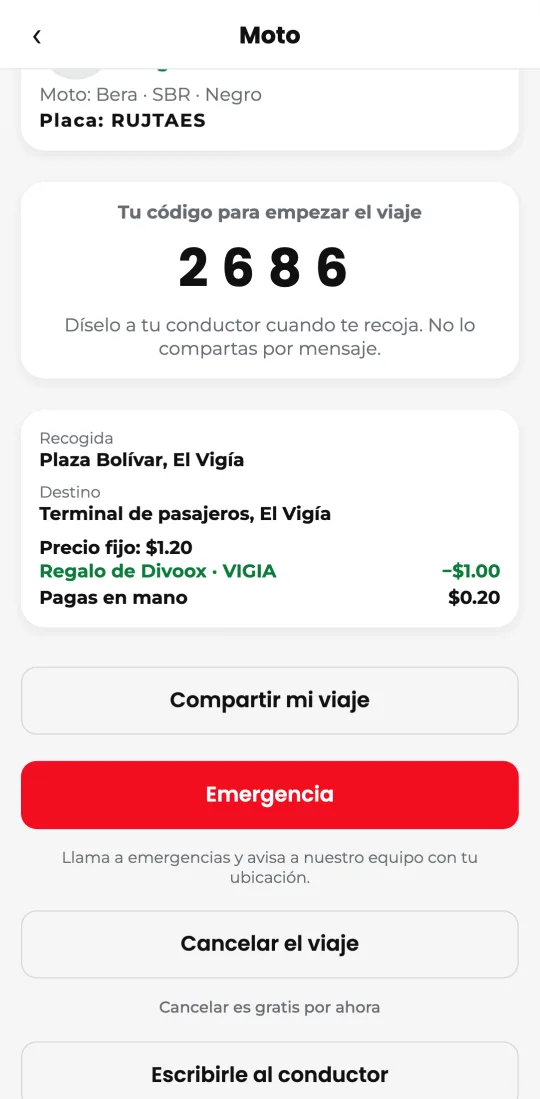 ‹ Moto
Moto: Bera · SBR · Negro
Placa: RUJTAES
Tu código para empezar el viaje
2686
Díselo a tu conductor cuando te recoja. No lo
compartas por mensaje.
Recogida
Plaza Bolívar, El Vigía
Destino
Terminal de pasajeros, El Vigía
Precio fijo: $1.20
Regalo de Divoox · VIGIA −$1.00
Pagas en mano $0.20
Compartir mi viaje
Emergencia
Llama a emergencias y avisa a nuestro equipo con tu
ubicación.
Cancelar el viaje
Cancelar es gratis por ahora
Escribirle al conductor